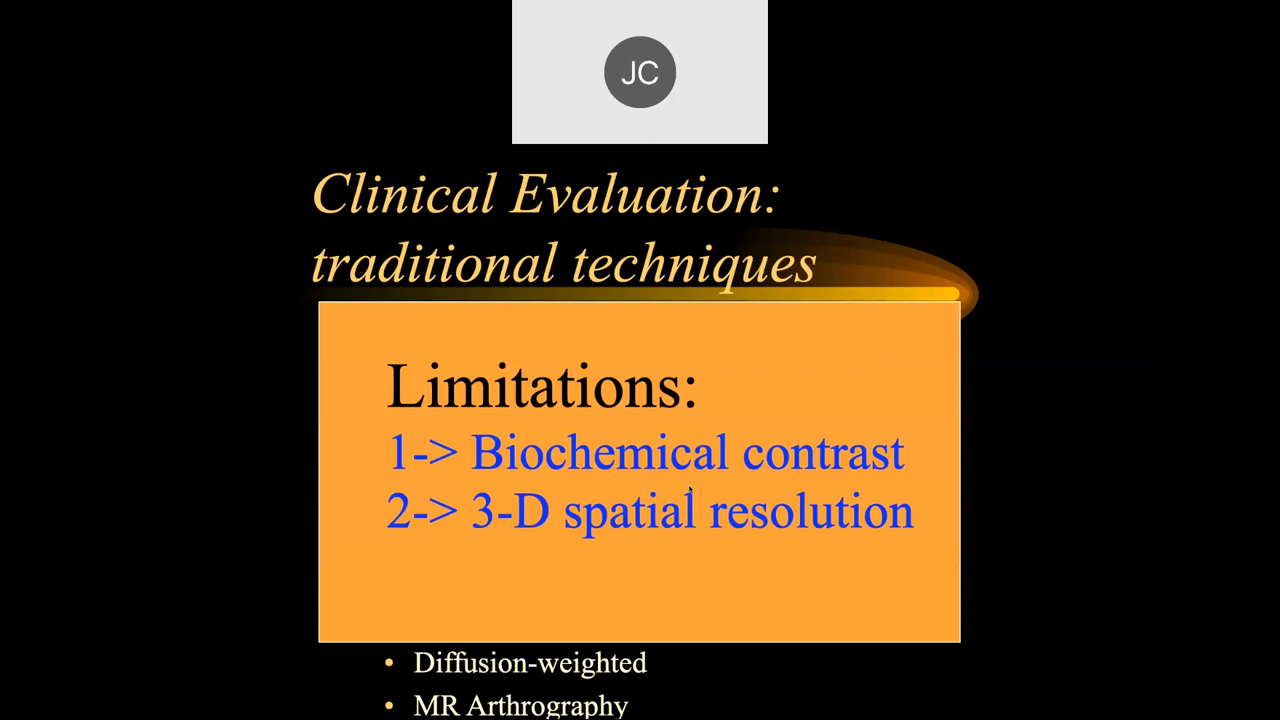 JC
Clinical Evaluation:
traditional techniques
Limitations:
1-> Biochemical contrast
2-> 3-D spatial resolution
• Diffusion-weighted
• MR Arthrography